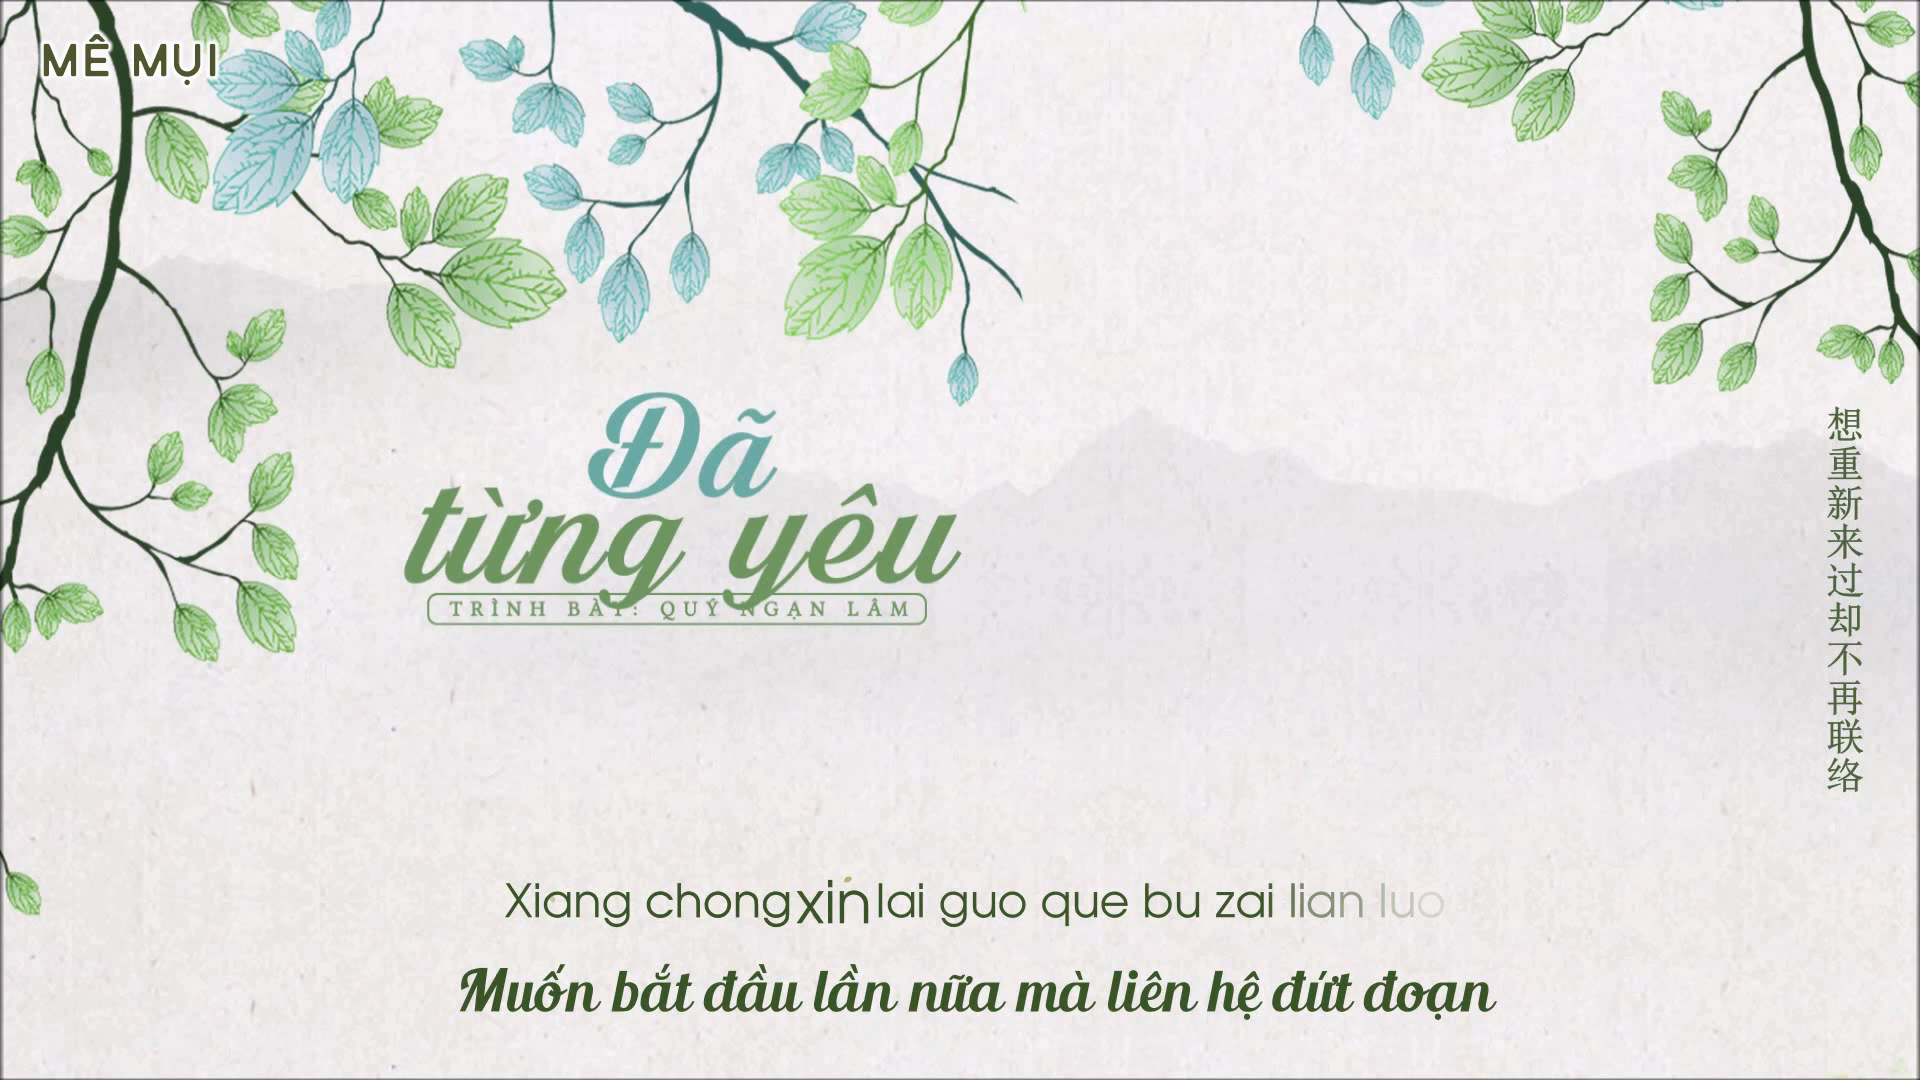 MÊ MỤI
Đã
từng yêu
TRÌNH BÀY: QUÝ NGẠN LÂM
想重新来过却不再联络
Xiang chong xin lai guo que bu zai lian luo
Muốn bắt đầu lần nữa mà liên hệ đứt đoạn